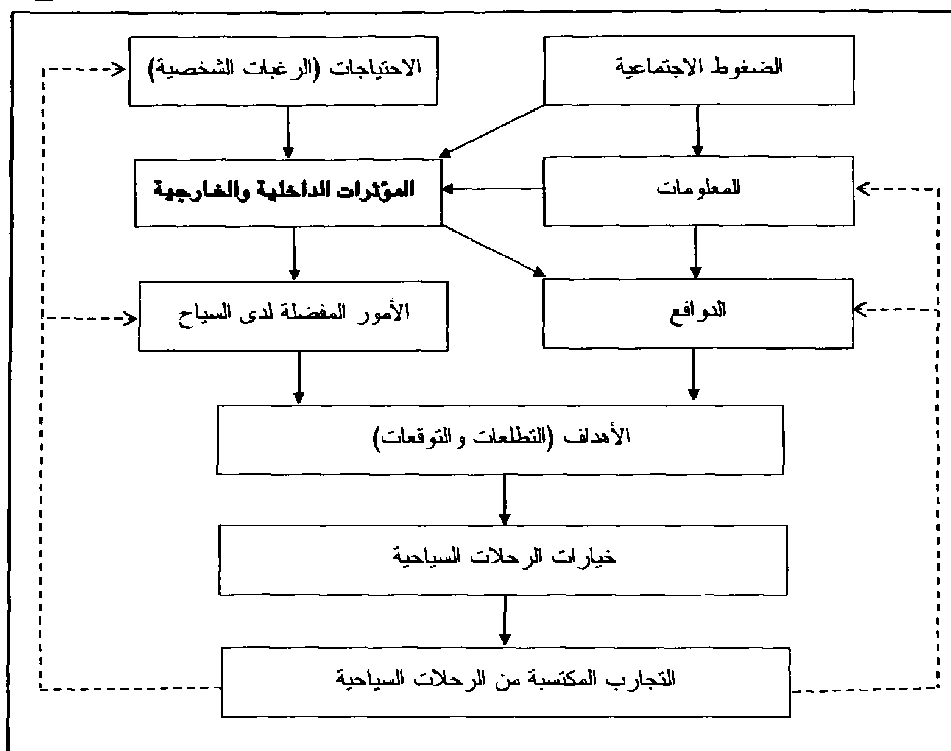 الضغوط الاجتماعية
الاحتياجات (الرغبات الشخصية)
المعلومات
المؤثرات الداخلية والخارجية
الدوافع
الأمور المفضلة لدى السياح
الأهداف (التطلعات والتوقعات)
خيارات الرحلات السياحية
التجارب المكتسبة من الرحلات السياحية